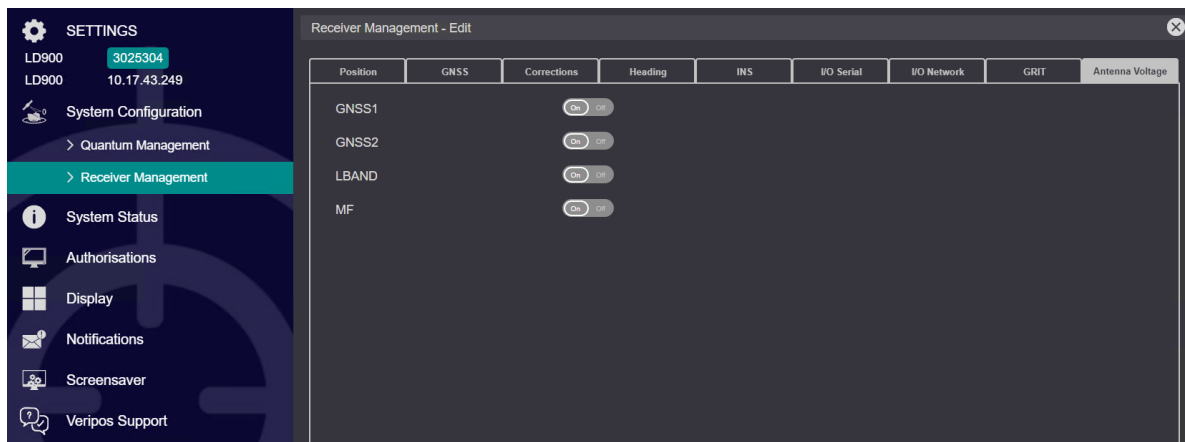 SETTINGS
LD900 3025304
LD900 10.17.43.249
System Configuration
> Quantum Management
> Receiver Management
System Status
Authorisations
Display
Notifications
Screensaver
Veripos Support
Receiver Management - Edit
Position GNSS Corrections Heading INS I/O Serial I/O Network GRIT Antenna Voltage
GNSS1 On Off
GNSS2 On Off
LBAND On Off
MF On Off